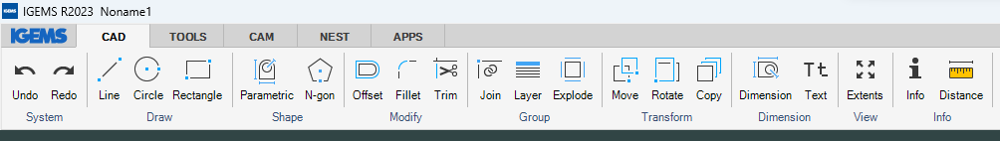 IGEMS IGEMS R2023 Noname1
IGEMS CAD TOOLS CAM NEST APPS
Tt
Undo Redo Line Circle Rectangle Parametric N-gon Offset Fillet Trim Join Layer Explode Move Rotate Copy Dimension Text Extents Info Distance
System Draw Shape Modify Group Transform Dimension View Info